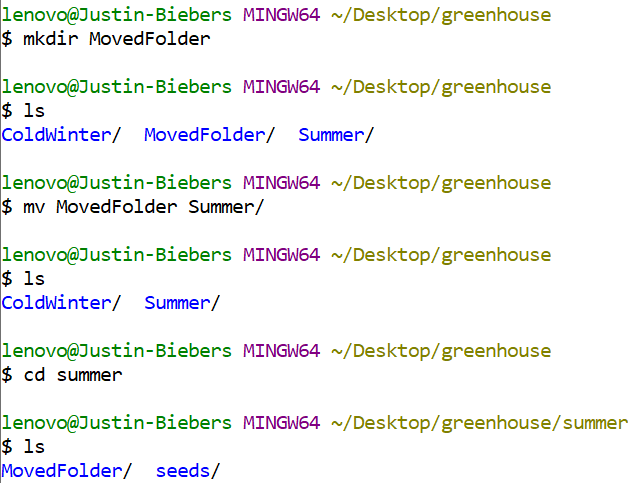 lenovo@Justin-Biebers MINGW64 ~/Desktop/greenhouse
$ mkdir MovedFolder
lenovo@Justin-Biebers MINGW64 ~/Desktop/greenhouse
$ ls
ColdWinter/  MovedFolder/  Summer/
lenovo@Justin-Biebers MINGW64 ~/Desktop/greenhouse
$ mv MovedFolder Summer/
lenovo@Justin-Biebers MINGW64 ~/Desktop/greenhouse
$ ls
ColdWinter/  Summer/
lenovo@Justin-Biebers MINGW64 ~/Desktop/greenhouse
$ cd summer
lenovo@Justin-Biebers MINGW64 ~/Desktop/greenhouse/summer
$ ls
MovedFolder/  seeds/